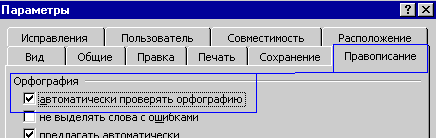 Параметры
Исправления Пользователь Совместимость Расположение
Вид Общие Правка Печать Сохранение Правописание
Орфография
автоматически проверять орфографию
не выделять слова с ошибками
предлагать автоматически